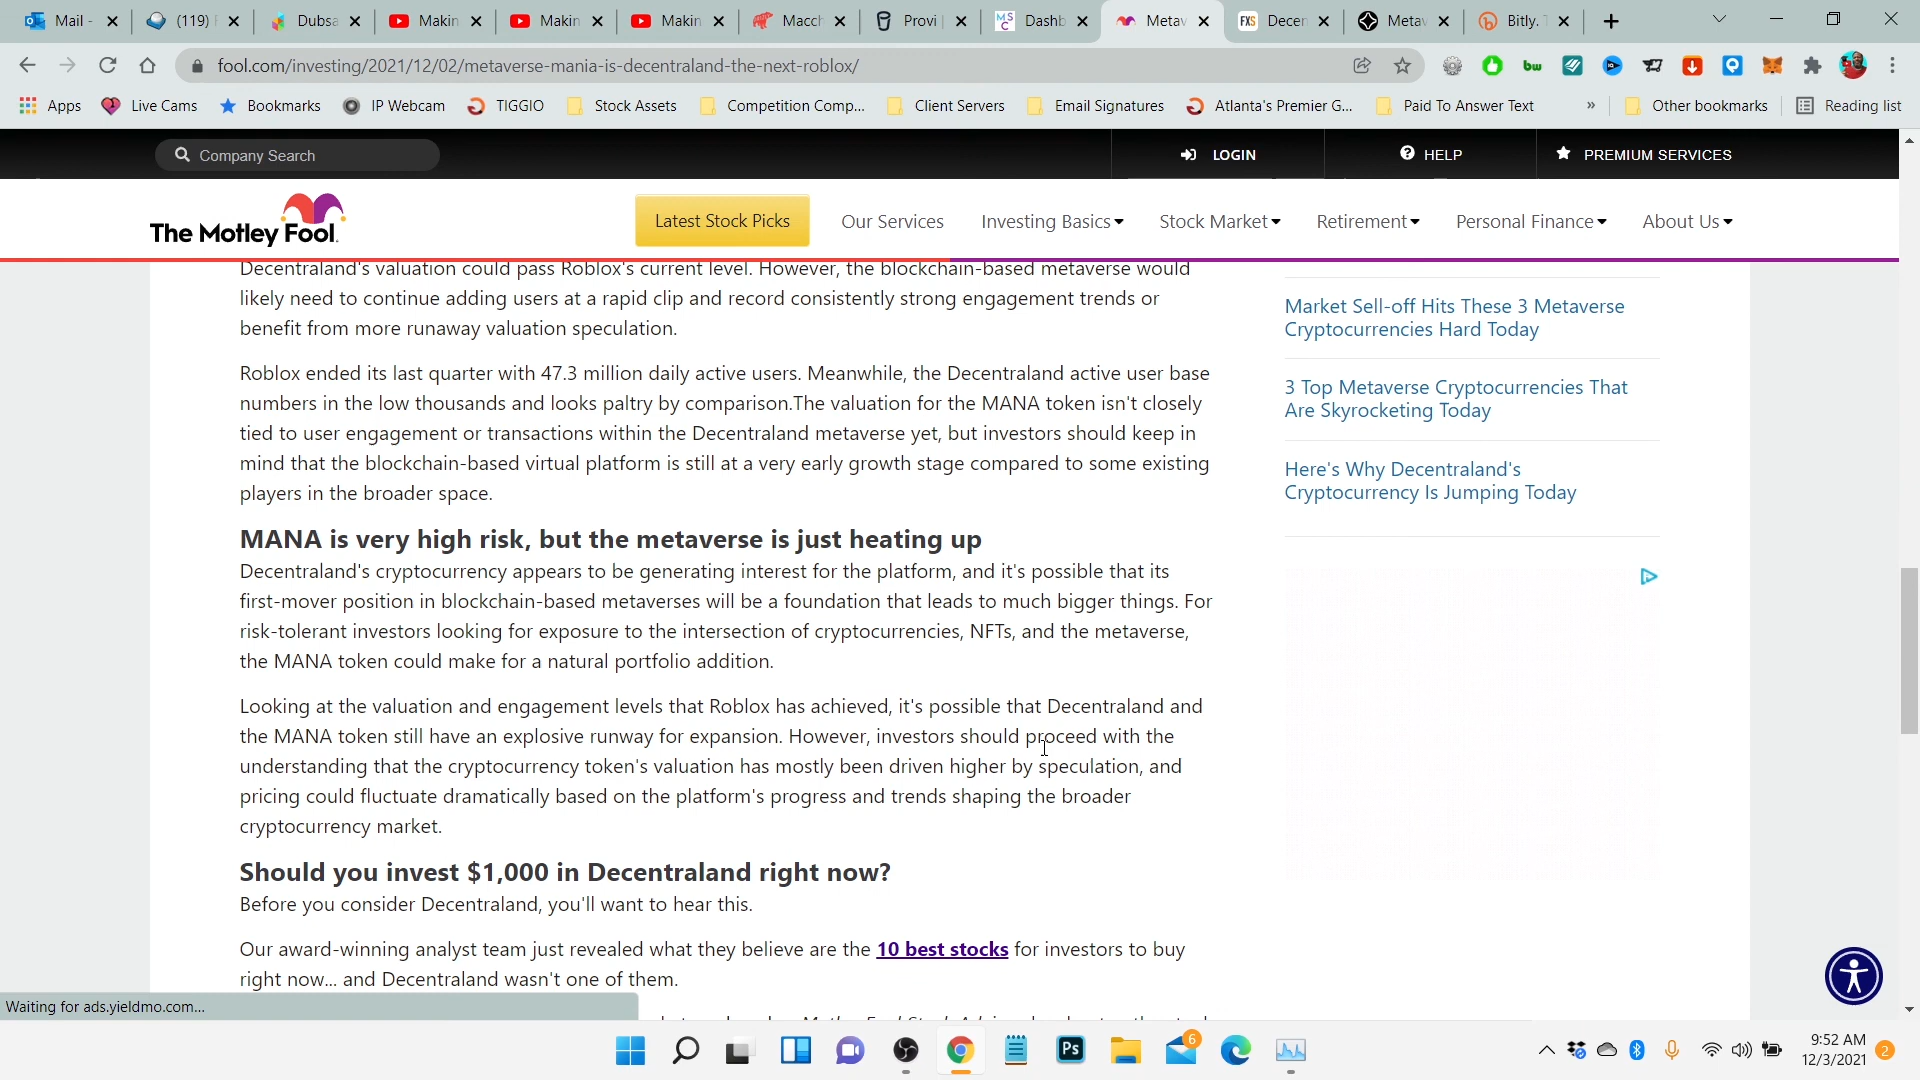 Mail -
(119)
Dubsa
Makin
Makin
Makin
Macch
Provi |
Dashb
Metav
FXS
Decen
Metav
Bitly. T
fool.com/investing/2021/12/02/metaverse-mania-is-decentraland-the-next-roblox/
Apps
Live Cams
Bookmarks
IP Webcam
TIGGIO
Stock Assets
Competition Comp...
Client Servers
Email Signatures
Atlanta's Premier G...
Paid To Answer Text
»
Other bookmarks
Reading list
Company Search
LOGIN
HELP
PREMIUM SERVICES
The Motley Fool.
Latest Stock Picks
Our Services
Investing Basics
Stock Market
Retirement
Personal Finance
About Us
Decentraland's valuation could pass Roblox's current level. However, the blockchain-based metaverse would
likely need to continue adding users at a rapid clip and record consistently strong engagement trends or
benefit from more runaway valuation speculation.
Roblox ended its last quarter with 47.3 million daily active users. Meanwhile, the Decentraland active user base
numbers in the low thousands and looks paltry by comparison.The valuation for the MANA token isn't closely
tied to user engagement or transactions within the Decentraland metaverse yet, but investors should keep in
mind that the blockchain-based virtual platform is still at a very early growth stage compared to some existing
players in the broader space.
MANA is very high risk, but the metaverse is just heating up
Decentraland's cryptocurrency appears to be generating interest for the platform, and it's possible that its
first-mover position in blockchain-based metaverses will be a foundation that leads to much bigger things. For
risk-tolerant investors looking for exposure to the intersection of cryptocurrencies, NFTs, and the metaverse,
the MANA token could make for a natural portfolio addition.
Looking at the valuation and engagement levels that Roblox has achieved, it's possible that Decentraland and
the MANA token still have an explosive runway for expansion. However, investors should proceed with the
understanding that the cryptocurrency token's valuation has mostly been driven higher by speculation, and
pricing could fluctuate dramatically based on the platform's progress and trends shaping the broader
cryptocurrency market.
Should you invest $1,000 in Decentraland right now?
Before you consider Decentraland, you'll want to hear this.
Our award-winning analyst team just revealed what they believe are the 10 best stocks for investors to buy
right now... and Decentraland wasn't one of them.
Market Sell-off Hits These 3 Metaverse
Cryptocurrencies Hard Today
3 Top Metaverse Cryptocurrencies That
Are Skyrocketing Today
Here's Why Decentraland's
Cryptocurrency Is Jumping Today
Waiting for ads.yieldmo.com...
Ps
6
9:52 AM
12/3/2021
2